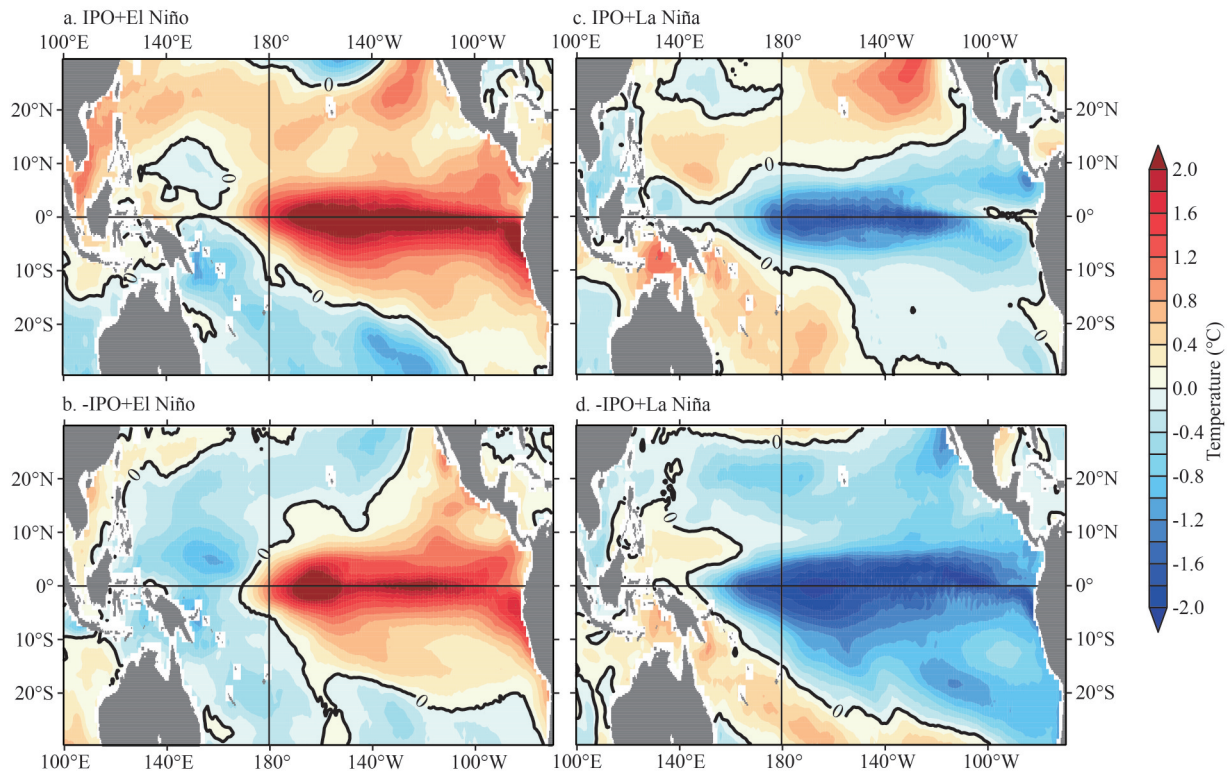 a. IPO+El Niño
100°E 140°E 180° 140°W 100°W
20°N
10°N
0°
10°S
20°S
0
0
0
0
0
c. IPO+La Niña
100°E 140°E 180° 140°W 100°W
20°N
10°N
0°
10°S
20°S
0
0
0
0
b. -IPO+El Niño
20°N
10°N
0°
10°S
20°S
0
0
0
100°E 140°E 180° 140°W 100°W
d. -IPO+La Niña
20°N
10°N
0°
10°S
20°S
0
0
100°E 140°E 180° 140°W 100°W
2.0
1.6
1.2
0.8
0.4
0.0
-0.4
-0.8
-1.2
-1.6
-2.0
Temperature (°C)